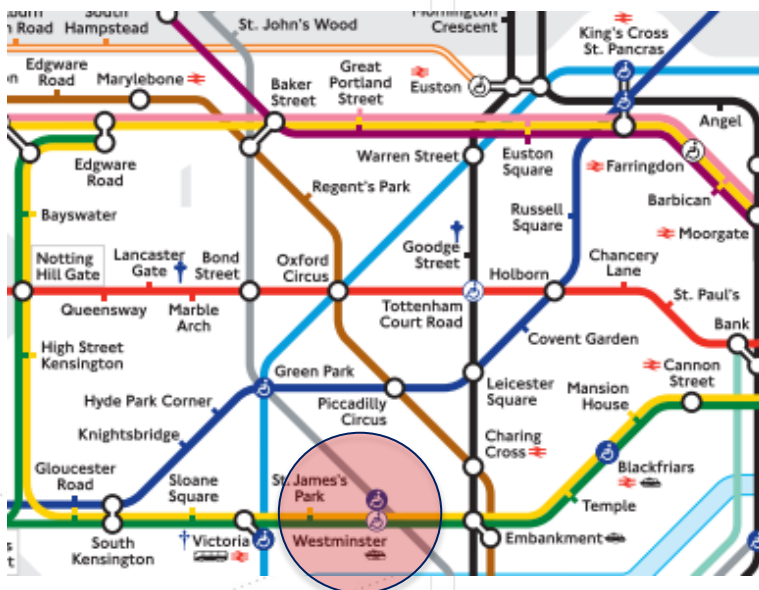 South
Hampstead
Road
St. John's Wood
Mornington
Crescent
King's Cross
St. Pancras
Edgware
Road
Marylebone
Baker
Street
Great
Portland
Street
Euston
Angel
Edgware
Road
Warren Street
Euston
Square
Farringdon
Barbican
Regent's Park
Bayswater
Russell
Square
Moorgate
Notting
Hill Gate
Lancaster
Gate
Bond
Street
Oxford
Circus
Goodge
Street
Holborn
Chancery
Lane
Queensway
Marble
Arch
Tottenham
Court Road
St. Paul's
Bank
Covent Garden
High Street
Kensington
Green Park
Cannon
Street
Hyde Park Corner
Piccadilly
Circus
Leicester
Square
Mansion
House
Knightsbridge
Charing
Cross
Gloucester
Road
Sloane
Square
St. James's
Park
Blackfriars
Temple
South
Kensington
Victoria
Westminster
Embankment